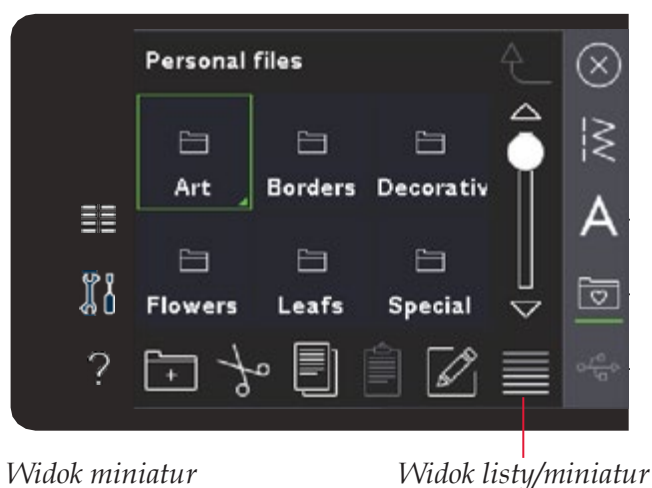 Personal files
Art Borders Decorativ
Flowers Leafs Special
?
A
Widok miniatur Widok listy/miniatur